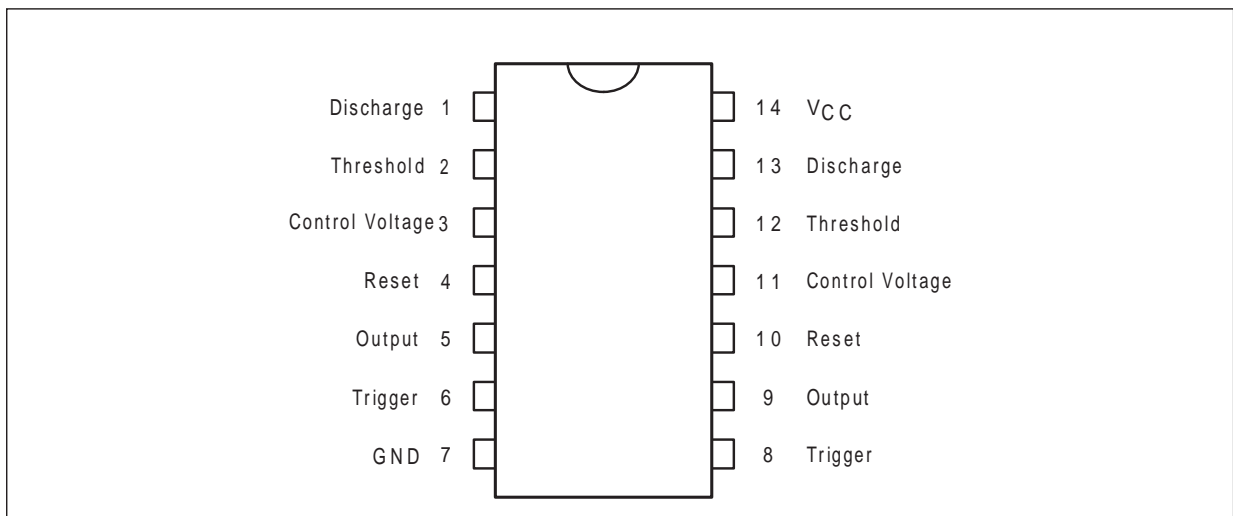 Discharge 1
Threshold 2
Control Voltage 3
Reset 4
Output 5
Trigger 6
GND 7
14 VCC
13 Discharge
12 Threshold
11 Control Voltage
10 Reset
9 Output
8 Trigger